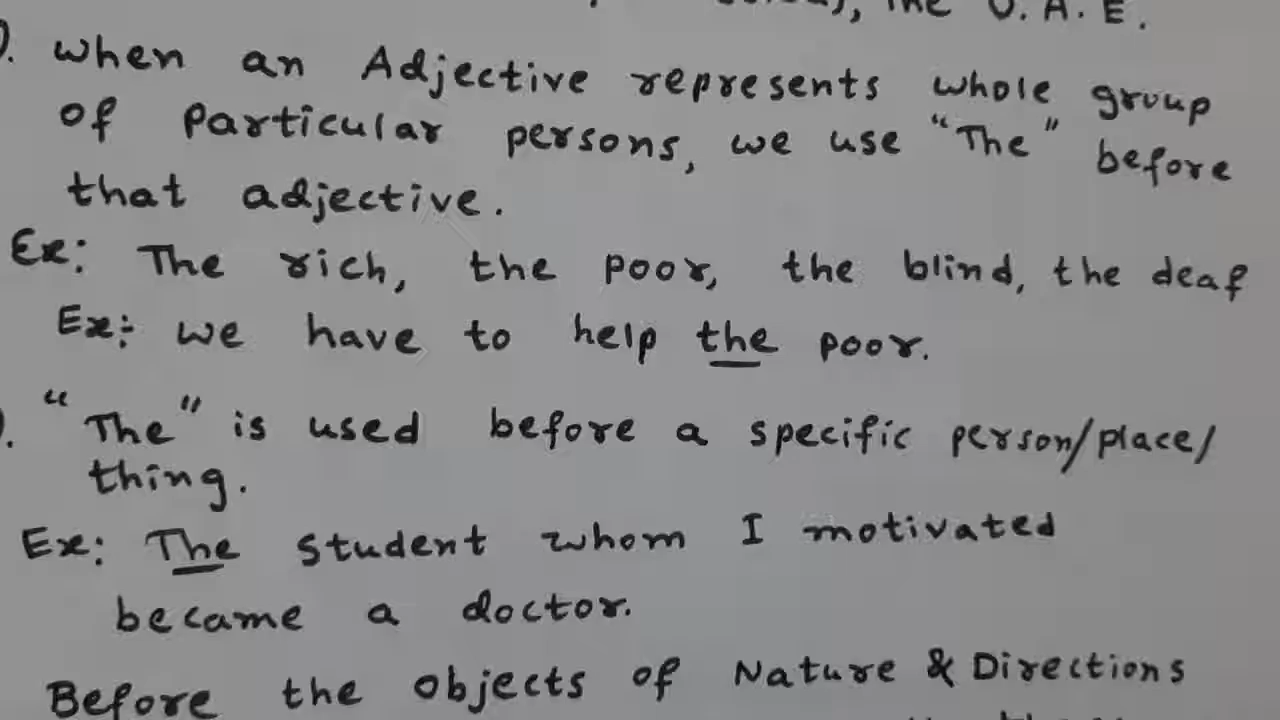 the U.A.E.
). When an Adjective represents whole group
of particular persons, we use "The" before
that adjective.
Ex: The rich, the poor, the blind, the deaf
Ex:- We have to help the poor.
). "The" is used before a specific person/place/
thing.
Ex: The student whom I motivated
became a doctor.
Before the objects of Nature & Directions